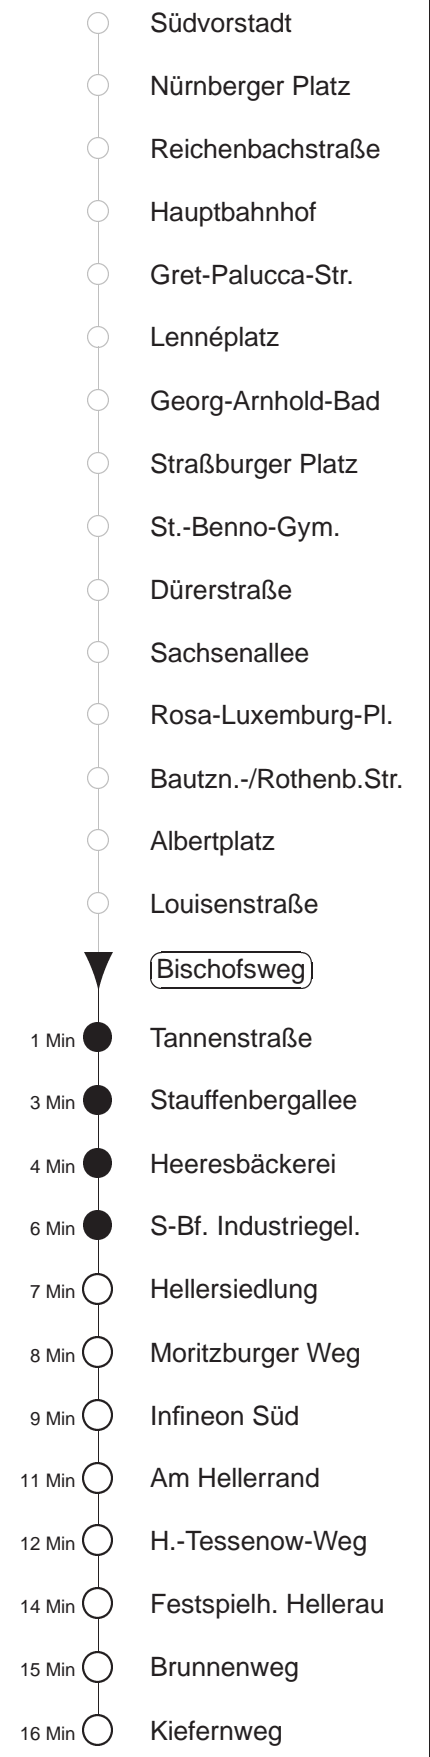 Südvorstadt
Nürnberger Platz
Reichenbachstraße
Hauptbahnhof
Gret-Palucca-Str.
Lennéplatz
Georg-Arnhold-Bad
Straßburger Platz
St.-Benno-Gym.
Dürerstraße
Sachsenallee
Rosa-Luxemburg-Pl.
Bautzn.-/Rothenb.Str.
Albertplatz
Louisenstraße
Bischofsweg
1 Min Tannenstraße
3 Min Stauffenbergallee
4 Min Heeresbäckerei
6 Min S-Bf. Industriegel.
7 Min Hellersiedlung
8 Min Moritzburger Weg
9 Min Infineon Süd
11 Min Am Hellerrand
12 Min H.-Tessenow-Weg
14 Min Festspielh. Hellerau
15 Min Brunnenweg
16 Min Kiefernweg